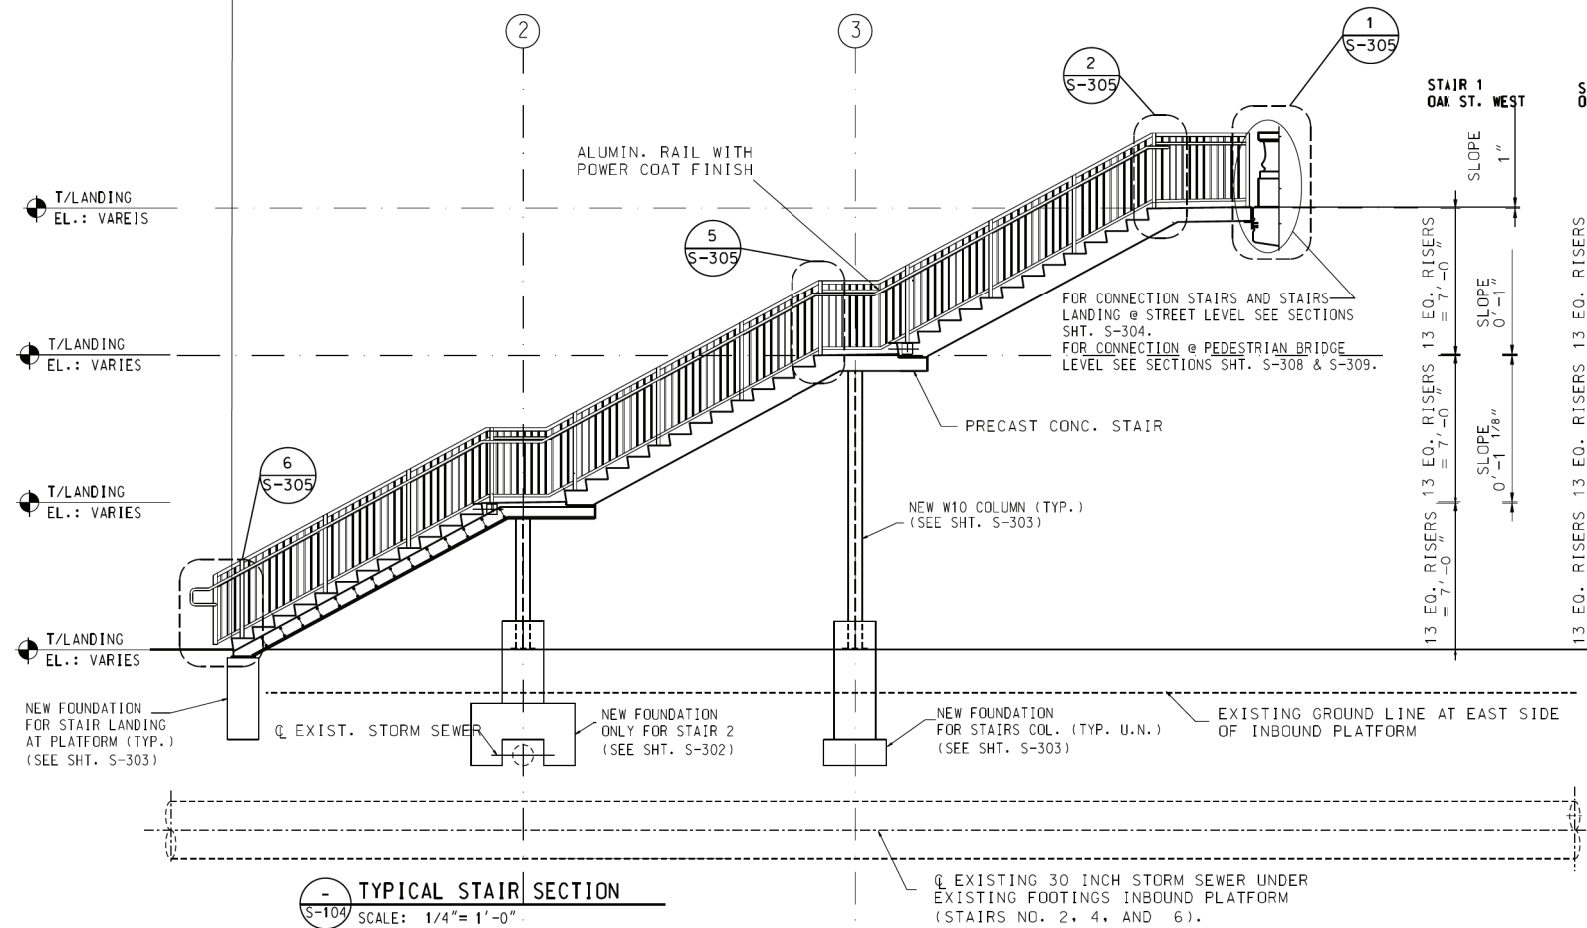 2
3
1
S-305
2
S-305
STAIR 1
OAK ST. WEST
S
O
ALUMIN. RAIL WITH
POWER COAT FINISH
SLOPE
1"
T/LANDING
EL.: VAREIS
5
S-305
13 EQ. RISERS
= 7'-0"
SLOPE
0'-1"
13 EQ. RISERS
FOR CONNECTION STAIRS AND STAIRS
LANDING @ STREET LEVEL SEE SECTIONS
SHT. S-304.
FOR CONNECTION @ PEDESTRIAN BRIDGE
LEVEL SEE SECTIONS SHT. S-308 & S-309.
T/LANDING
EL.: VARIES
PRECAST CONC. STAIR
13 EQ. RISERS
= 7'-0"
SLOPE
0'-1 1/8"
13 EQ. RISERS
6
S-305
T/LANDING
EL.: VARIES
NEW W10 COLUMN (TYP.)
(SEE SHT. S-303)
13 EQ. RISERS
= 7'-0"
13 EQ. RISERS
T/LANDING
EL.: VARIES
NEW FOUNDATION
FOR STAIR LANDING
AT PLATFORM (TYP.)
(SEE SHT. S-303)
℄ EXIST. STORM SEWER
NEW FOUNDATION
ONLY FOR STAIR 2
(SEE SHT. S-302)
NEW FOUNDATION
FOR STAIRS COL. (TYP. U.N.)
(SEE SHT. S-303)
EXISTING GROUND LINE AT EAST SIDE
OF INBOUND PLATFORM
℄ EXISTING 30 INCH STORM SEWER UNDER
EXISTING FOOTINGS INBOUND PLATFORM
(STAIRS NO. 2, 4, AND 6).
-
S-104
TYPICAL STAIR SECTION
SCALE: 1/4"= 1'-0"